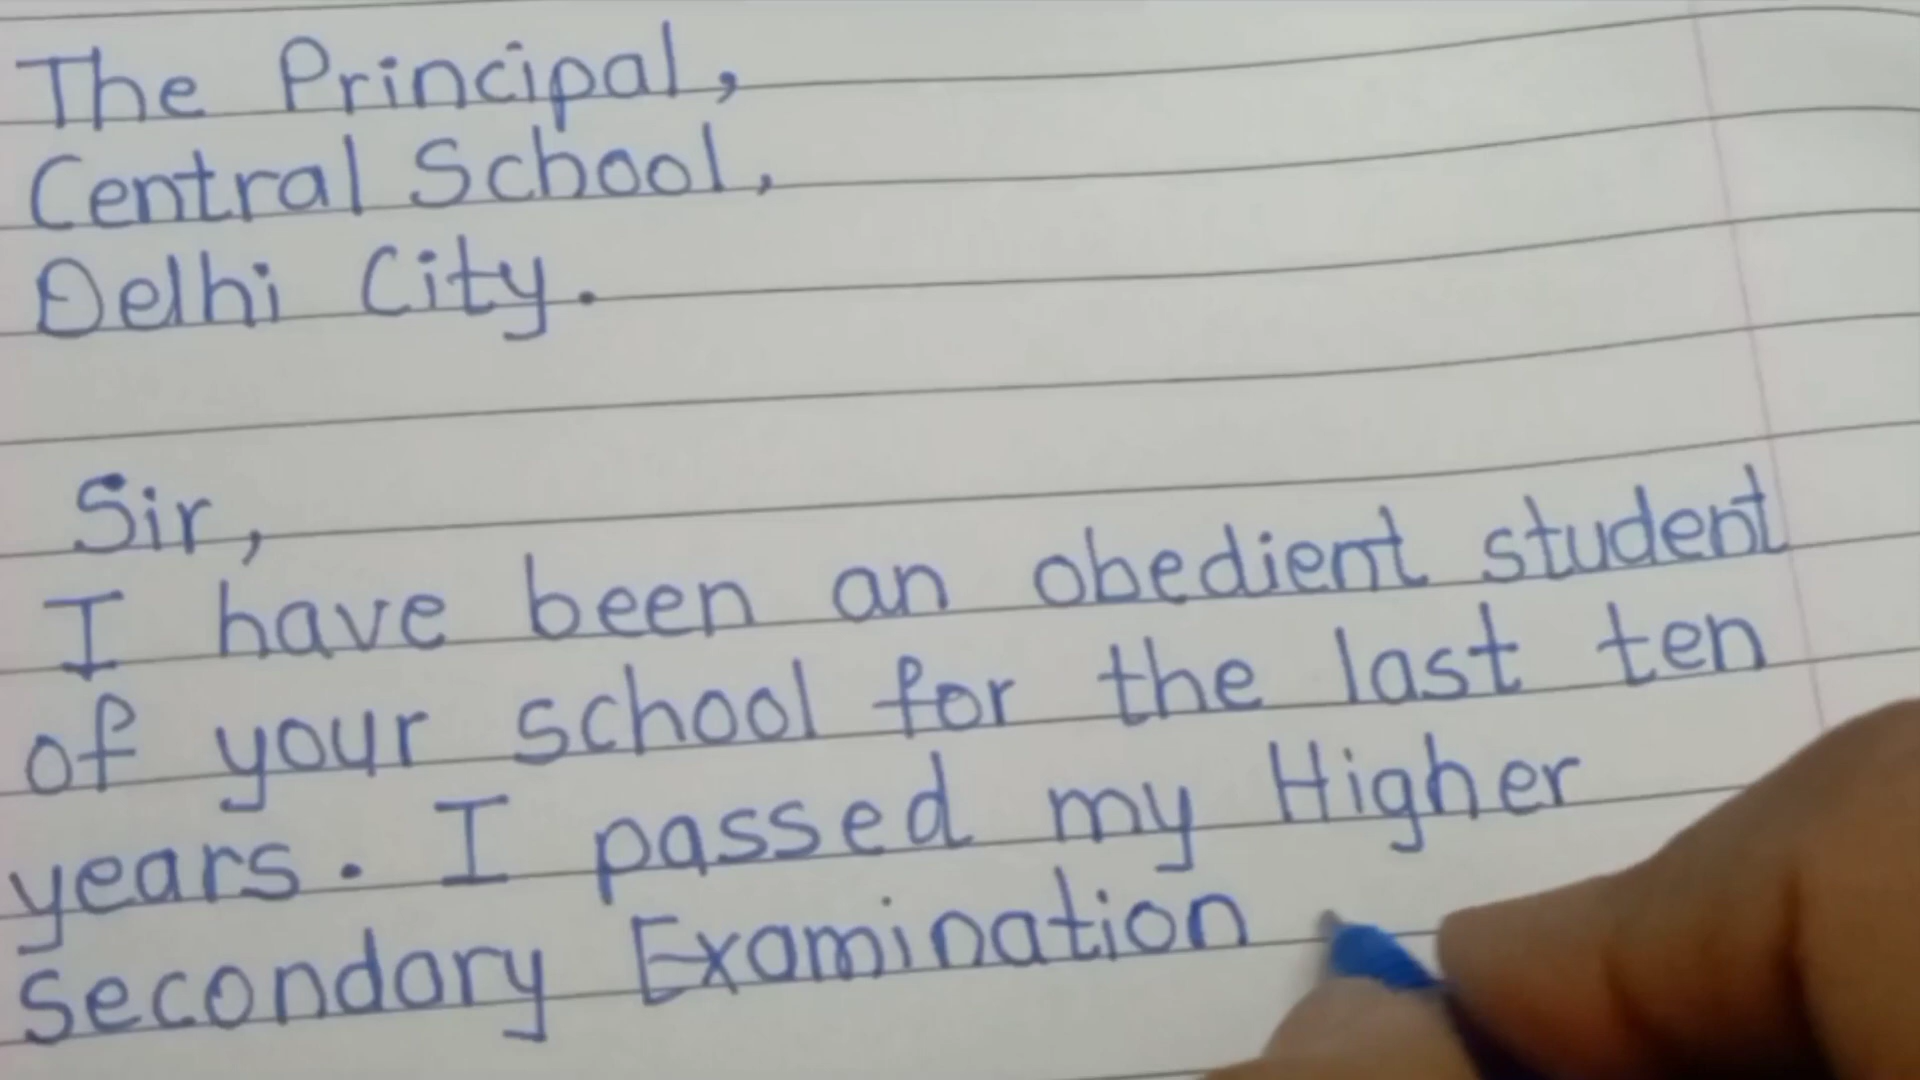 The Principal,
Central School,
Delhi City.
Sir,
I have been an obedient student
of your school for the last ten
years. I passed my Higher
Secondary Examination